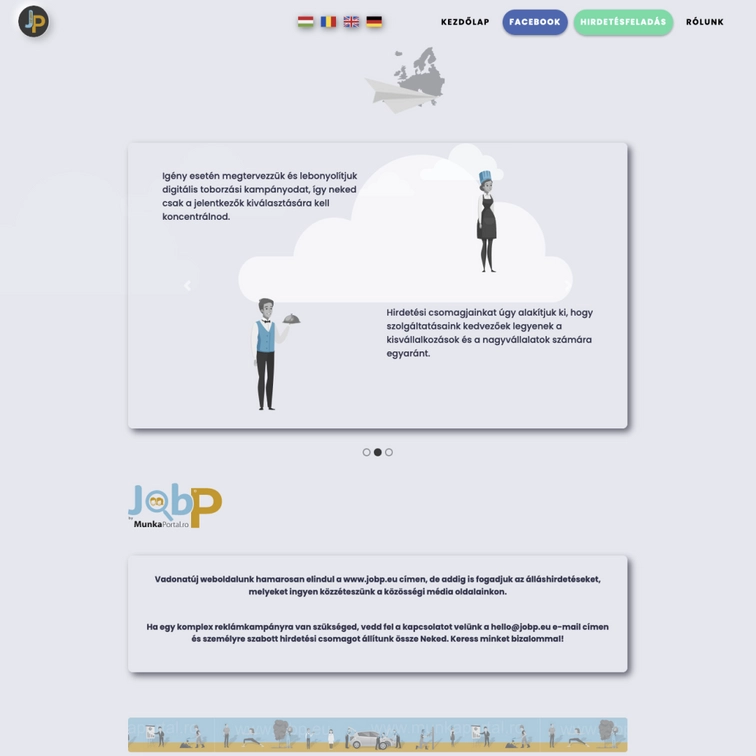 JP
KEZDŐLAP
FACEBOOK
HIRDETÉSFELADÁS
RÓLUNK
Igény esetén megtervezzük és lebonyolítjuk
digitális toborzási kampányodat, így neked
csak a jelentkezők kiválasztására kell
koncentrálnod.
Hirdetési csomagjainkat úgy alakítjuk ki, hogy
szolgáltatásaink kedvezőek legyenek a
kisvállalkozások és a nagyvállalatok számára
egyaránt.
JobP
by MunkaPortal.ro
Vadonatúj weboldalunk hamarosan elindul a www.jobp.eu címen, de addig is fogadjuk az álláshirdetéseket,
melyeket ingyen közzéteszünk a közösségi média oldalainkon.
Ha egy komplex reklámkampányra van szükséged, vedd fel a kapcsolatot velünk a hello@jobp.eu e-mail címen
és személyre szabott hirdetési csomagot állítunk össze Neked. Keress minket bizalommal!